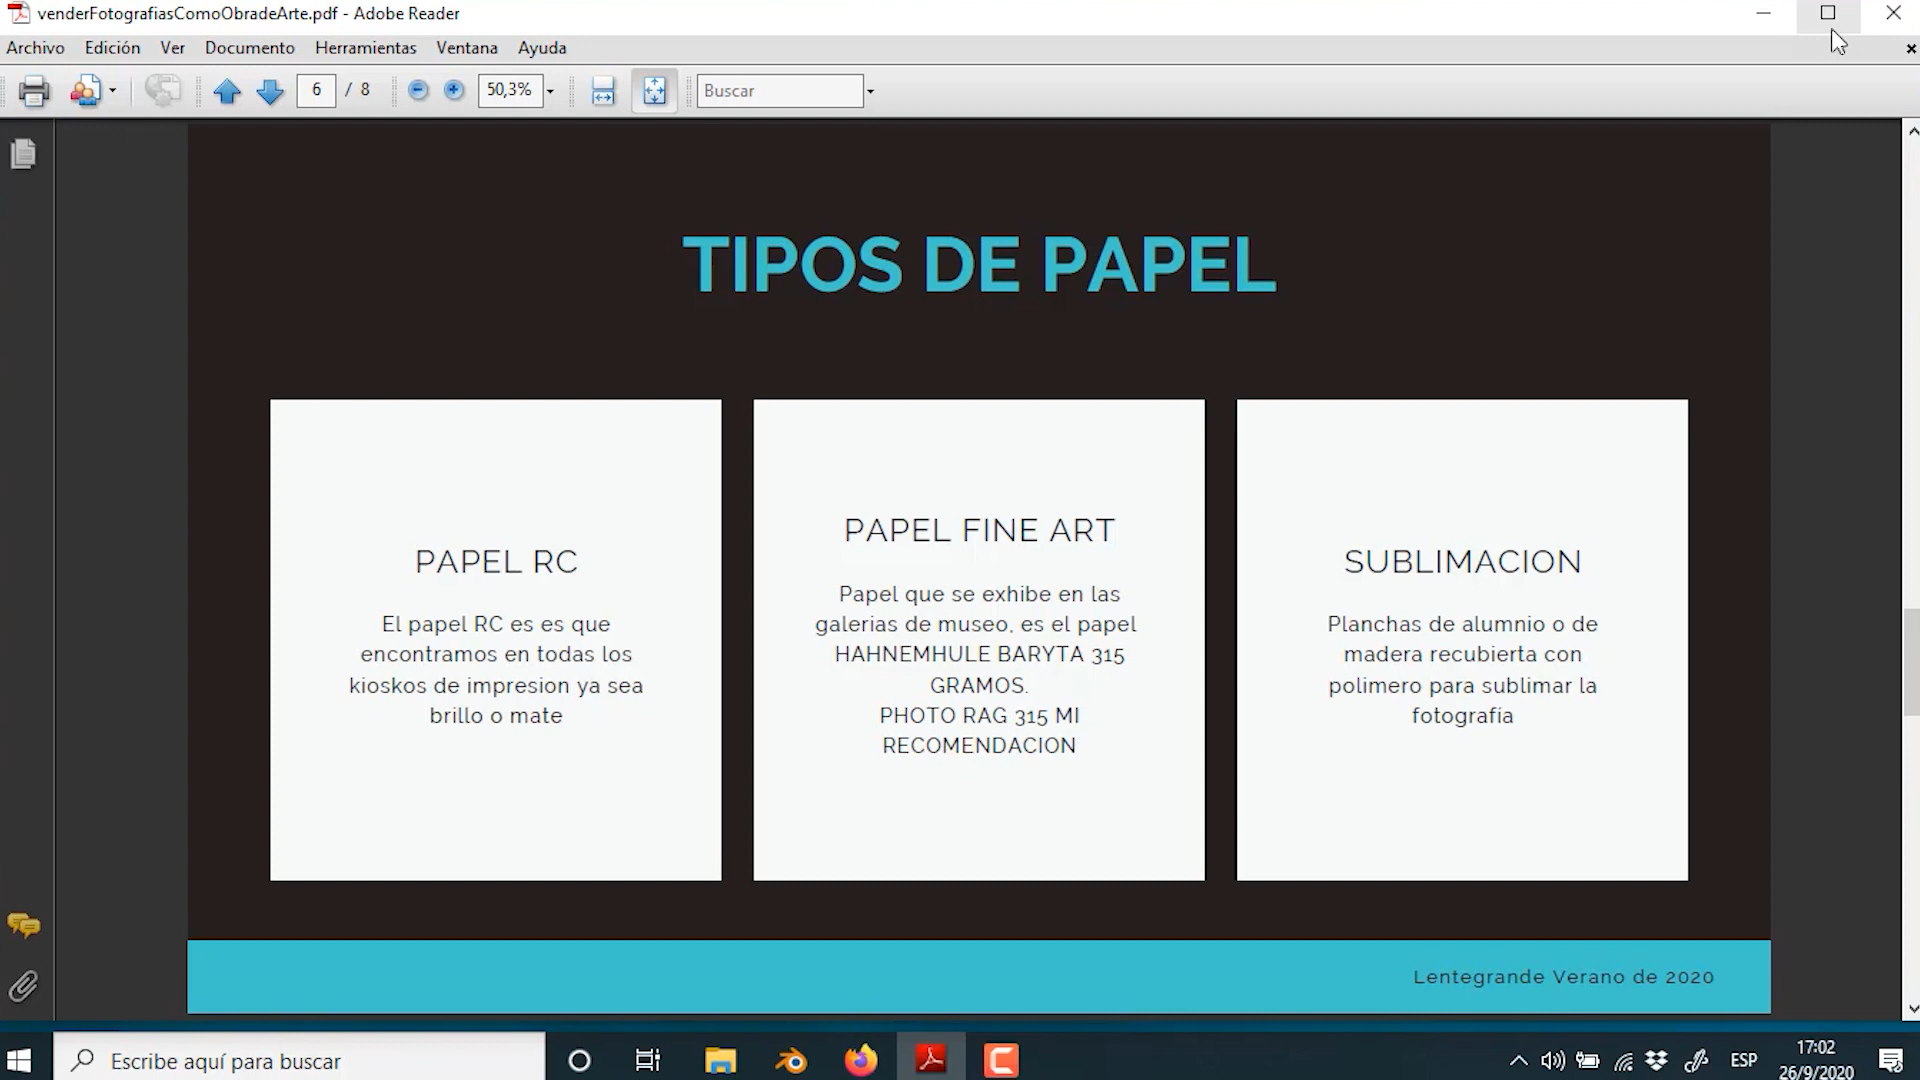 venderFotografiasComoObradeArte.pdf - Adobe Reader
Archivo Edición Ver Documento Herramientas Ventana Ayuda
6 / 8 50,3% Buscar
TIPOS DE PAPEL
PAPEL RC
El papel RC es es que
encontramos en todas los
kioskos de impresion ya sea
brillo o mate
PAPEL FINE ART
Papel que se exhibe en las
galerias de museo, es el papel
HAHNEMHULE BARYTA 315
GRAMOS.
PHOTO RAG 315 MI
RECOMENDACION
SUBLIMACION
Planchas de alumnio o de
madera recubierta con
polimero para sublimar la
fotografia
Lentegrande Verano de 2020
Escribe aquí para buscar
ESP
17:02
26/9/2020